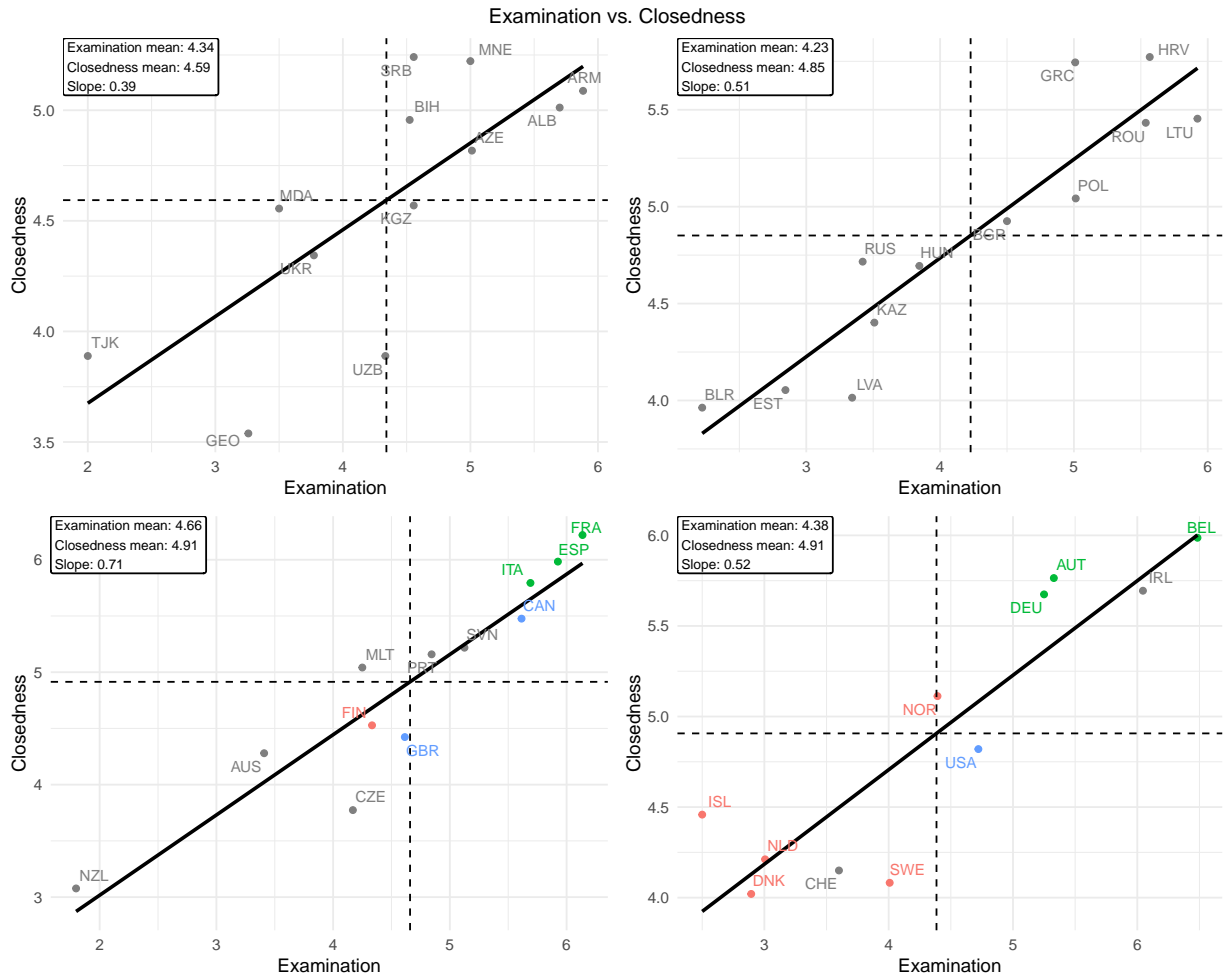 Examination vs. Closedness
Examination mean: 4.34
Closedness mean: 4.59
Slope: 0.39
SRB
MNE
ARM
BIH
ALB
AZE
MDA
KGZ
UKR
TJK
UZB
GEO
5.0
4.5
4.0
3.5
Closedness
2
3
4
5
6
Examination
Examination mean: 4.23
Closedness mean: 4.85
Slope: 0.51
HRV
GRC
ROU
LTU
POL
BGR
RUS
HUN
KAZ
BLR
EST
LVA
5.5
5.0
4.5
4.0
Closedness
3
4
5
6
Examination
Examination mean: 4.66
Closedness mean: 4.91
Slope: 0.71
FRA
ESP
ITA
CAN
SVN
MLT
PRT
FIN
GBR
AUS
CZE
NZL
6
5
4
3
Closedness
2
3
4
5
6
Examination
Examination mean: 4.38
Closedness mean: 4.91
Slope: 0.52
BEL
AUT
IRL
DEU
NOR
USA
ISL
NLD
DNK
CHE
SWE
6.0
5.5
5.0
4.5
4.0
Closedness
3
4
5
6
Examination